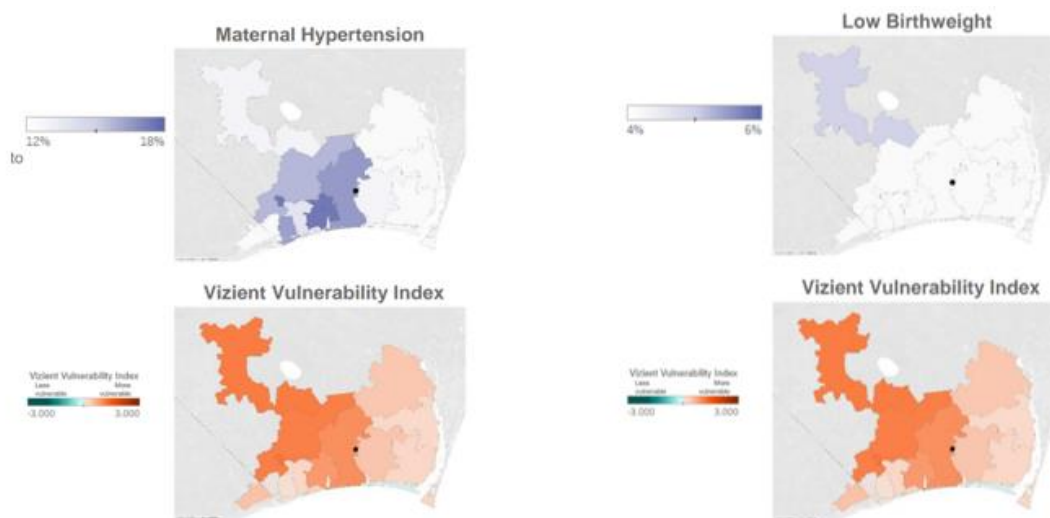 Maternal Hypertension
12%
18%
to
Low Birthweight
4%
6%
Vizient Vulnerability Index
Vizient Vulnerability Index
Less vulnerable
More vulnerable
-3.000
3.000
Vizient Vulnerability Index
Vizient Vulnerability Index
Less vulnerable
More vulnerable
-3.000
3.000